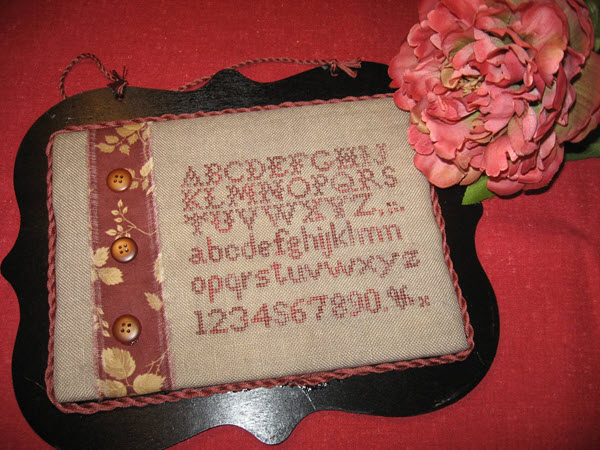 ABCDEFGHIJ
KLMNOPQRS
TUVWXYZ.,:;
abcdefghijklmn
opqrstuvwxyz
1234567890.%